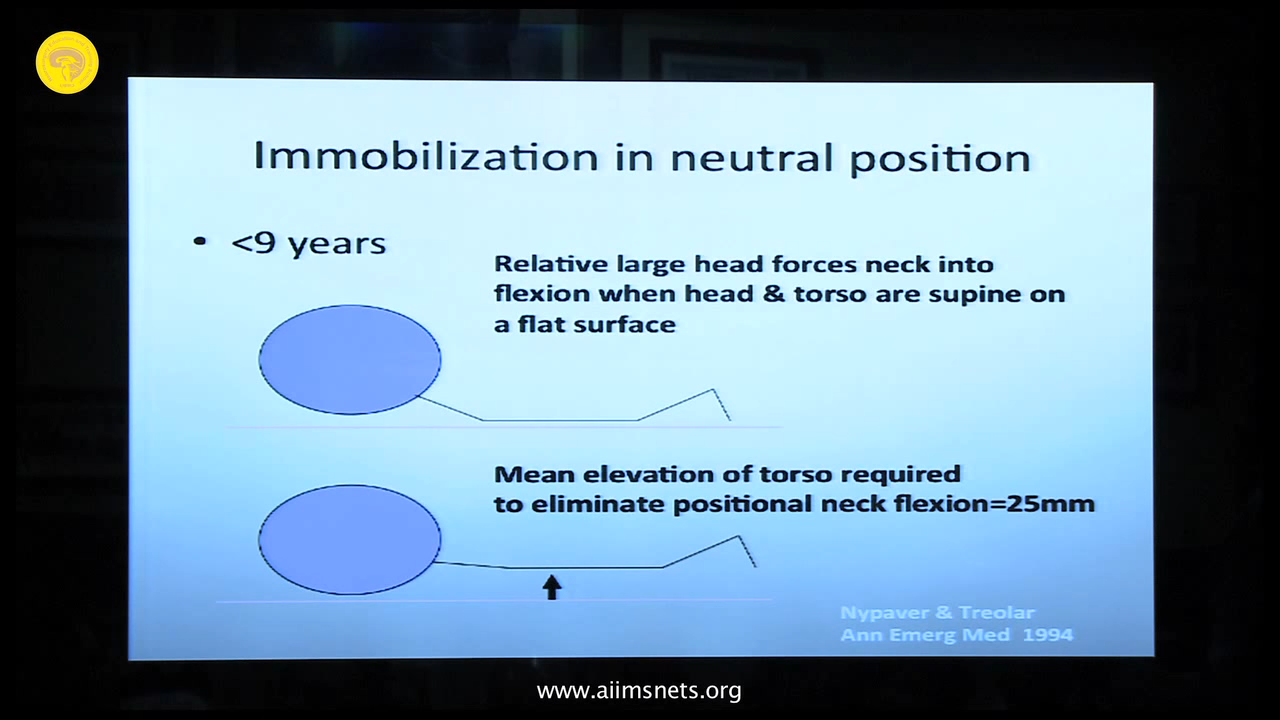 Immobilization in neutral position
• <9 years
Relative large head forces neck into
flexion when head & torso are supine on
a flat surface
Mean elevation of torso required
to eliminate positional neck flexion=25mm
Nypaver & Treolar
Ann Emerg Med 1994
www.aiimsnets.org